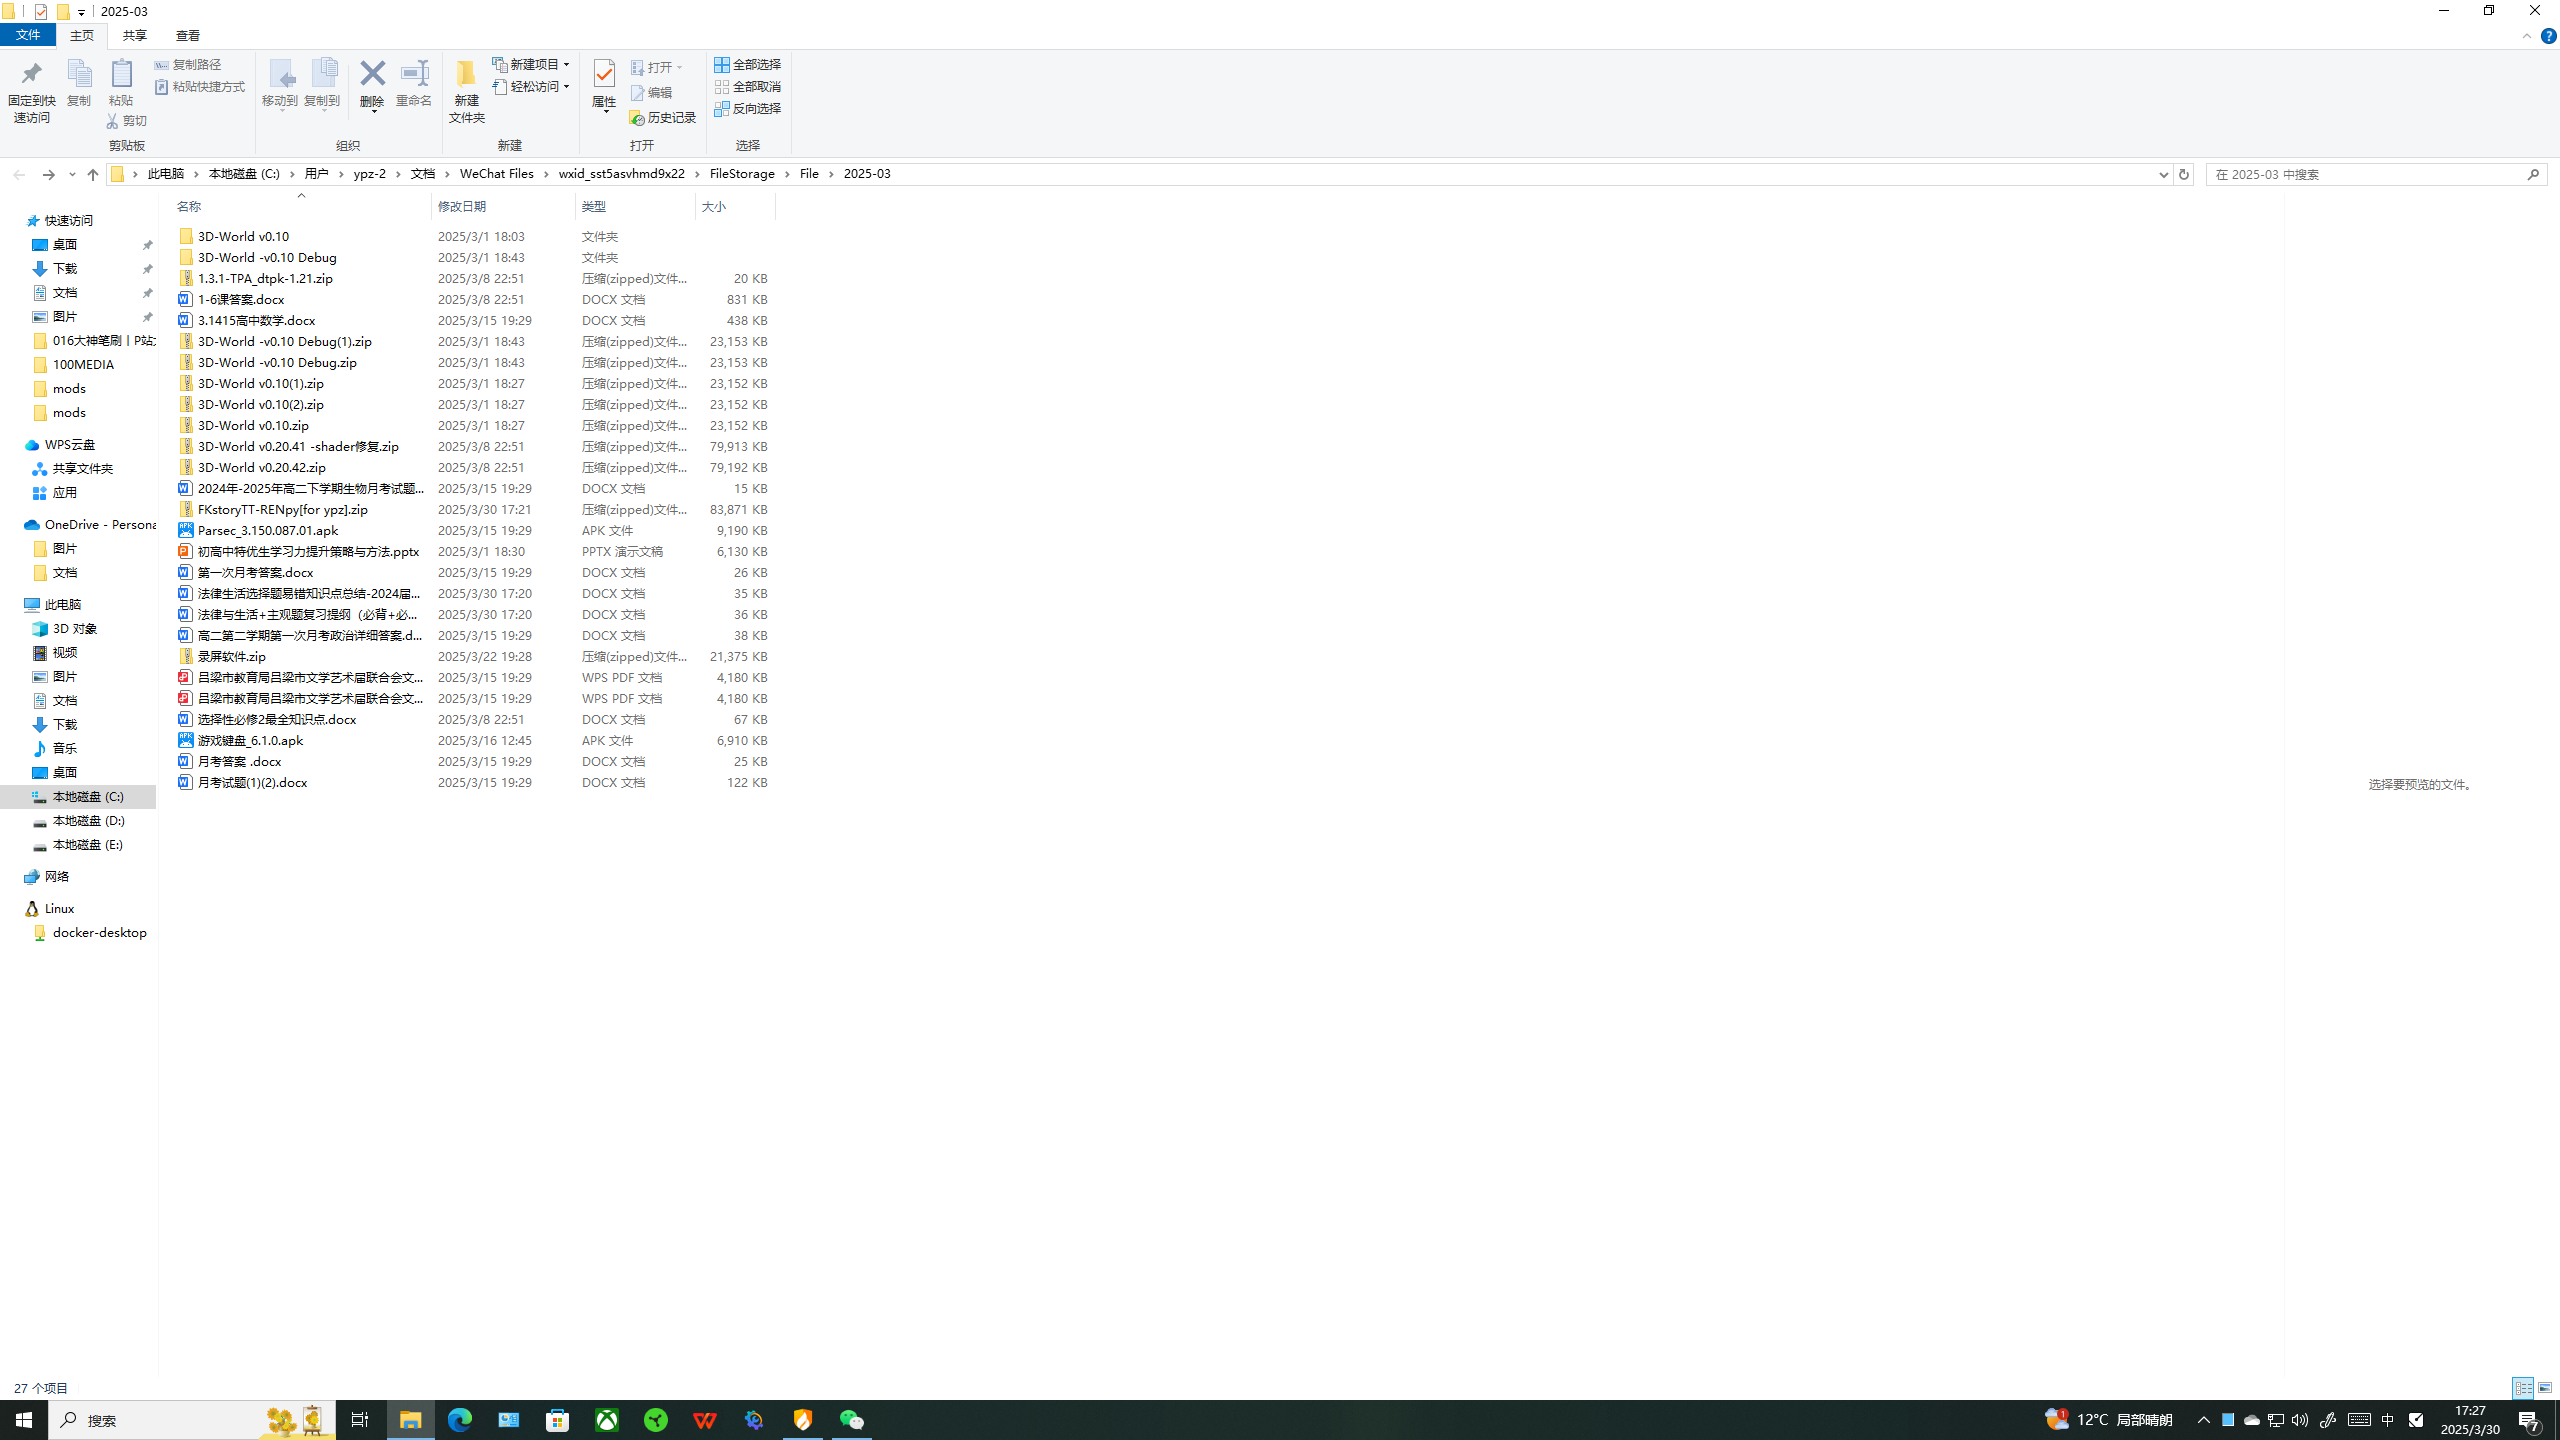 2025-03
文件 主页 共享 查看
固定到快速访问 复制 粘贴 复制路径 粘贴快捷方式 剪切 移动到 复制到 删除 重命名 新建文件夹 新建项目 轻松访问 属性 打开 编辑 历史记录 全部选择 全部取消 反向选择
剪贴板 组织 新建 打开 选择
此电脑 本地磁盘 (C:) 用户 ypz-2 文档 WeChat Files wxid_sst5asvhmd9x22 FileStorage File 2025-03 在 2025-03 中搜索
快速访问
桌面
下载
文档
图片
016大神笔刷丨P站
100MEDIA
mods
mods
WPS云盘
共享文件夹
应用
OneDrive - Persona
图片
文档
此电脑
3D 对象
视频
图片
文档
下载
音乐
桌面
本地磁盘 (C:)
本地磁盘 (D:)
本地磁盘 (E:)
网络
Linux
docker-desktop
名称 修改日期 类型 大小
3D-World v0.10 2025/3/1 18:03 文件夹
3D-World -v0.10 Debug 2025/3/1 18:43 文件夹
1.3.1-TPA_dtpk-1.21.zip 2025/3/8 22:51 压缩(zipped)文件... 20 KB
1-6课答案.docx 2025/3/8 22:51 DOCX 文档 831 KB
3.1415高中数学.docx 2025/3/15 19:29 DOCX 文档 438 KB
3D-World -v0.10 Debug(1).zip 2025/3/1 18:43 压缩(zipped)文件... 23,153 KB
3D-World -v0.10 Debug.zip 2025/3/1 18:43 压缩(zipped)文件... 23,153 KB
3D-World v0.10(1).zip 2025/3/1 18:27 压缩(zipped)文件... 23,152 KB
3D-World v0.10(2).zip 2025/3/1 18:27 压缩(zipped)文件... 23,152 KB
3D-World v0.10.zip 2025/3/1 18:27 压缩(zipped)文件... 23,152 KB
3D-World v0.20.41 -shader修复.zip 2025/3/8 22:51 压缩(zipped)文件... 79,913 KB
3D-World v0.20.42.zip 2025/3/8 22:51 压缩(zipped)文件... 79,192 KB
2024年-2025年高二下学期生物月考试题... 2025/3/15 19:29 DOCX 文档 15 KB
FKstoryTT-RENpy[for ypz].zip 2025/3/30 17:21 压缩(zipped)文件... 83,871 KB
Parsec_3.150.087.01.apk 2025/3/15 19:29 APK 文件 9,190 KB
初高中特优生学习力提升策略与方法.pptx 2025/3/1 18:30 PPTX 演示文稿 6,130 KB
第一次月考答案.docx 2025/3/15 19:29 DOCX 文档 26 KB
法律生活选择题易错知识点总结-2024届... 2025/3/30 17:20 DOCX 文档 35 KB
法律与生活+主观题复习提纲（必背+必... 2025/3/30 17:20 DOCX 文档 36 KB
高二第二学期第一次月考政治详细答案.d... 2025/3/15 19:29 DOCX 文档 38 KB
录屏软件.zip 2025/3/22 19:28 压缩(zipped)文件... 21,375 KB
吕梁市教育局吕梁市文学艺术届联合会文... 2025/3/15 19:29 WPS PDF 文档 4,180 KB
吕梁市教育局吕梁市文学艺术届联合会文... 2025/3/15 19:29 WPS PDF 文档 4,180 KB
选择性必修2最全知识点.docx 2025/3/8 22:51 DOCX 文档 67 KB
游戏键盘_6.1.0.apk 2025/3/16 12:45 APK 文件 6,910 KB
月考答案 .docx 2025/3/15 19:29 DOCX 文档 25 KB
月考试题(1)(2).docx 2025/3/15 19:29 DOCX 文档 122 KB
选择要预览的文件。
27 个项目
搜索 1 12°C 局部晴朗 中 17:27 7
2025/3/30